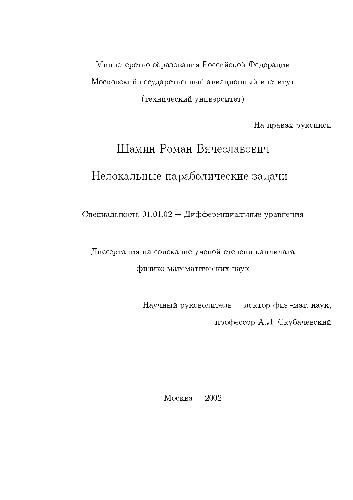 Министерство образования Российской Федерации
Московский государственный авиационный институт
(технический университет)
На правах рукописи
Шамин Роман Вячеславович
Нелокальные параболические задачи
Специальность 01.01.02 — Дифференциальные уравнения
Диссертация на соискание ученой степени кандидата
физико-математических наук
Научный руководитель — доктор физ.-мат. наук,
профессор А.Л. Скубачевский
Москва — 2002